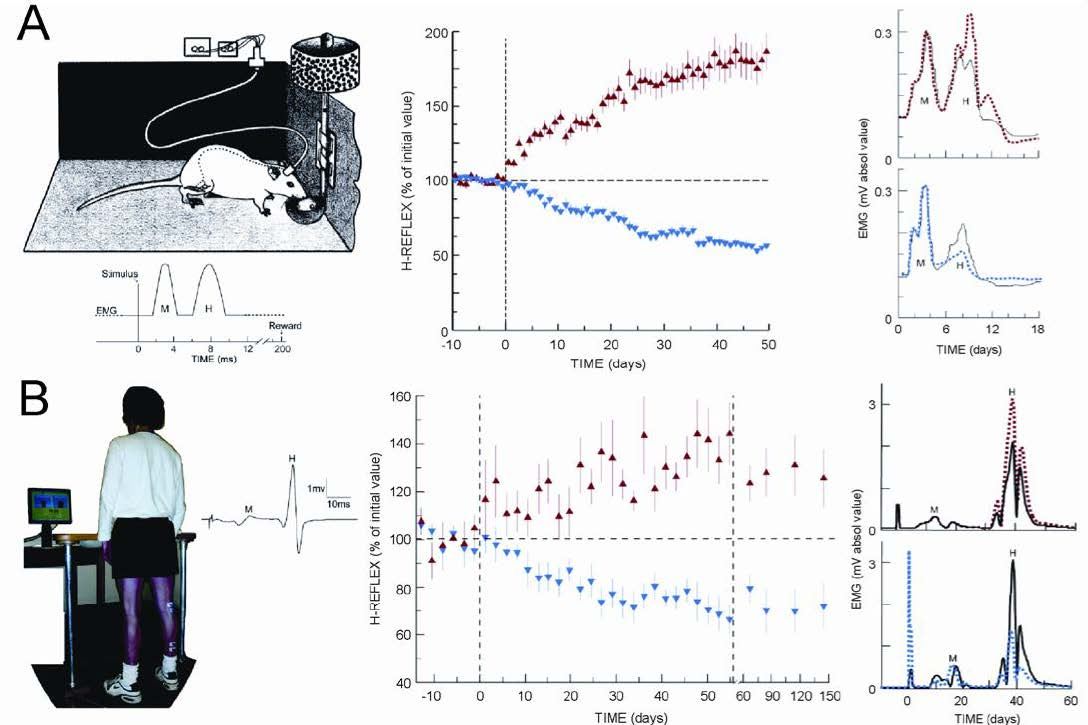 A
Stimulus
EMG
M
H
Reward
0
4
8
12
200
TIME (ms)
H-REFLEX (% of initial value)
200
150
100
50
0
-10
0
10
20
30
40
50
TIME (days)
EMG (mV absol value)
0.3
M
H
0
0.3
M
H
0
0
6
12
18
TIME (days)
B
M
H
1mv
10ms
H-REFLEX (% of initial value)
160
140
120
100
80
60
40
-10
0
10
20
30
40
50
60
90
120
150
TIME (days)
EMG (mV absol value)
H
3
M
0
H
3
M
0
0
20
40
60
TIME (days)